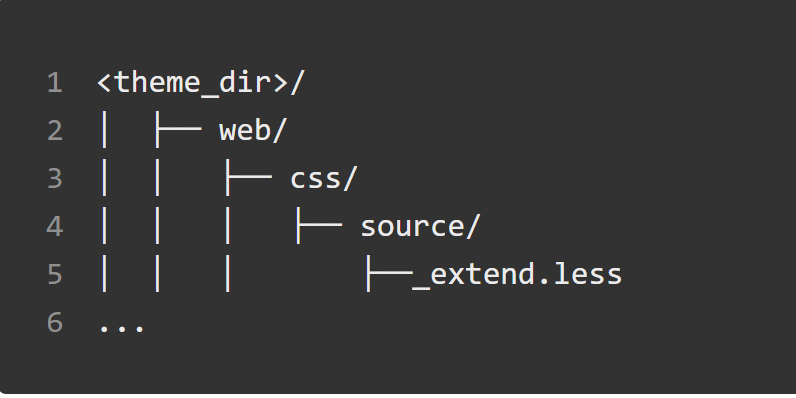 1 <theme_dir>/
2 │  ├── web/
3 │  │   ├── css/
4 │  │   │   ├── source/
5 │  │   │       ├──_extend.less
6 ...